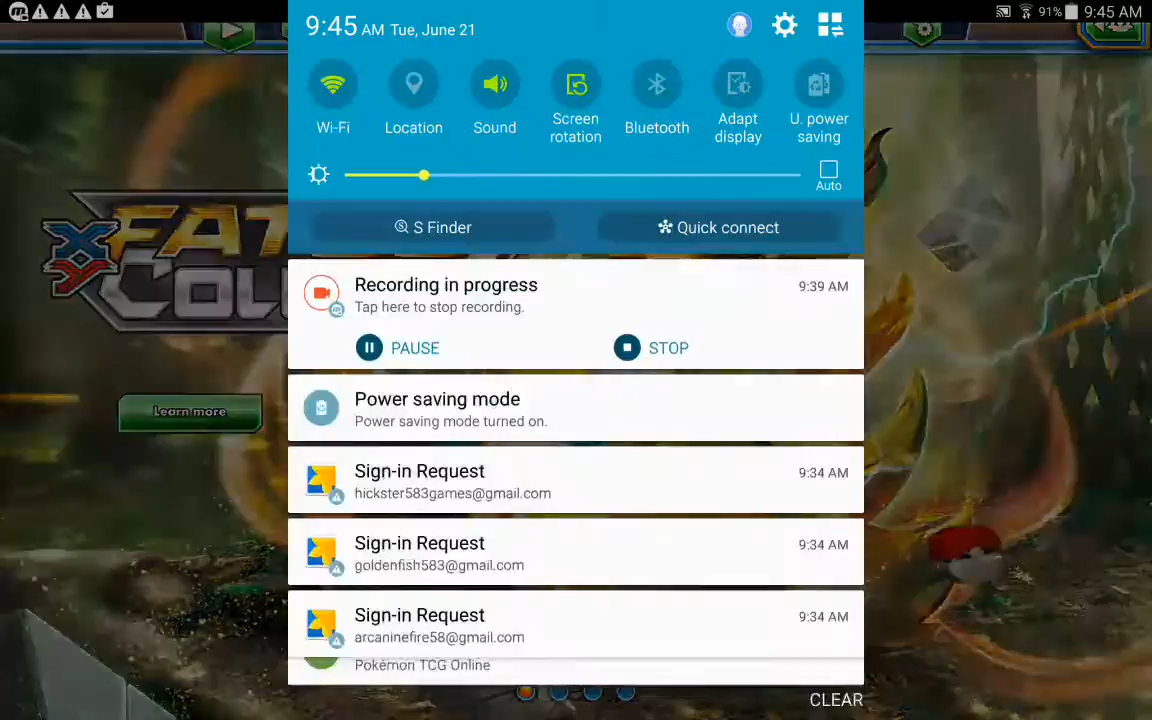 91% 9:45 AM
9:45 AM Tue, June 21
Wi-Fi
Location
Sound
Screen rotation
Bluetooth
Adapt display
U. power saving
Auto
S Finder
Quick connect
Recording in progress 9:39 AM
Tap here to stop recording.
PAUSE STOP
Power saving mode
Power saving mode turned on.
Sign-in Request 9:34 AM
hickster583games@gmail.com
Sign-in Request 9:34 AM
goldenfish583@gmail.com
Sign-in Request 9:34 AM
arcaninefire58@gmail.com
Pokémon TCG Online
CLEAR
XY FAT
COL
Learn more